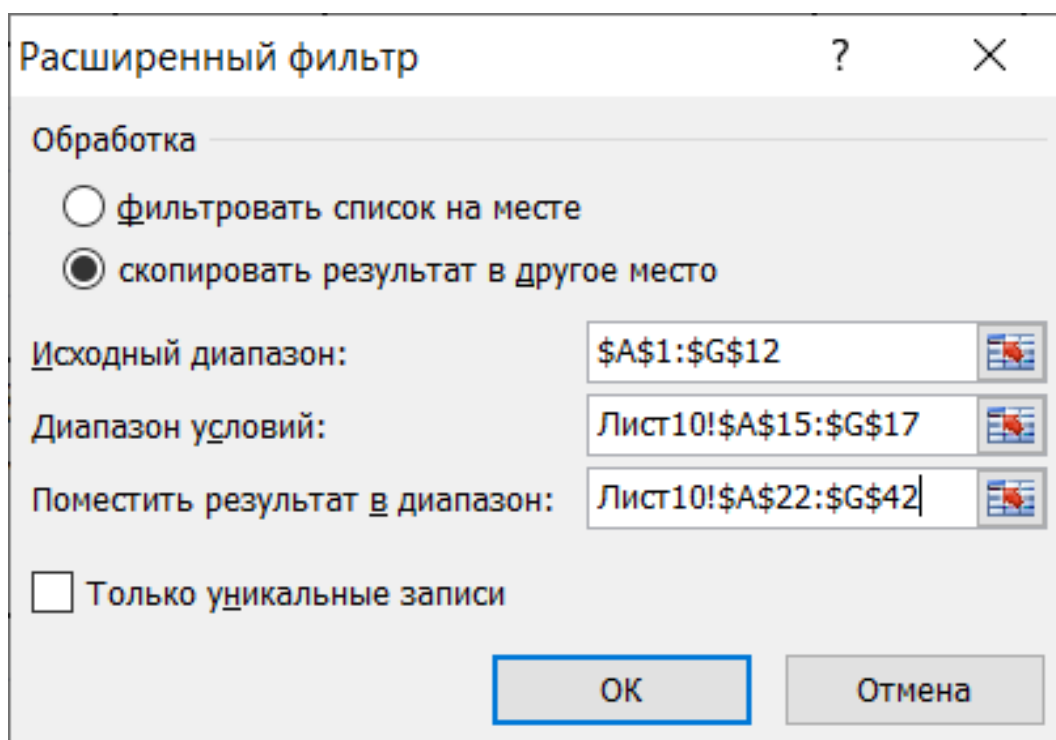 Расширенный фильтр ?
Обработка
фильтровать список на месте
скопировать результат в другое место
Исходный диапазон: $A$1:$G$12
Диапазон условий: Лист10!$A$15:$G$17
Поместить результат в диапазон: Лист10!$A$22:$G$42
Только уникальные записи
ОК Отмена